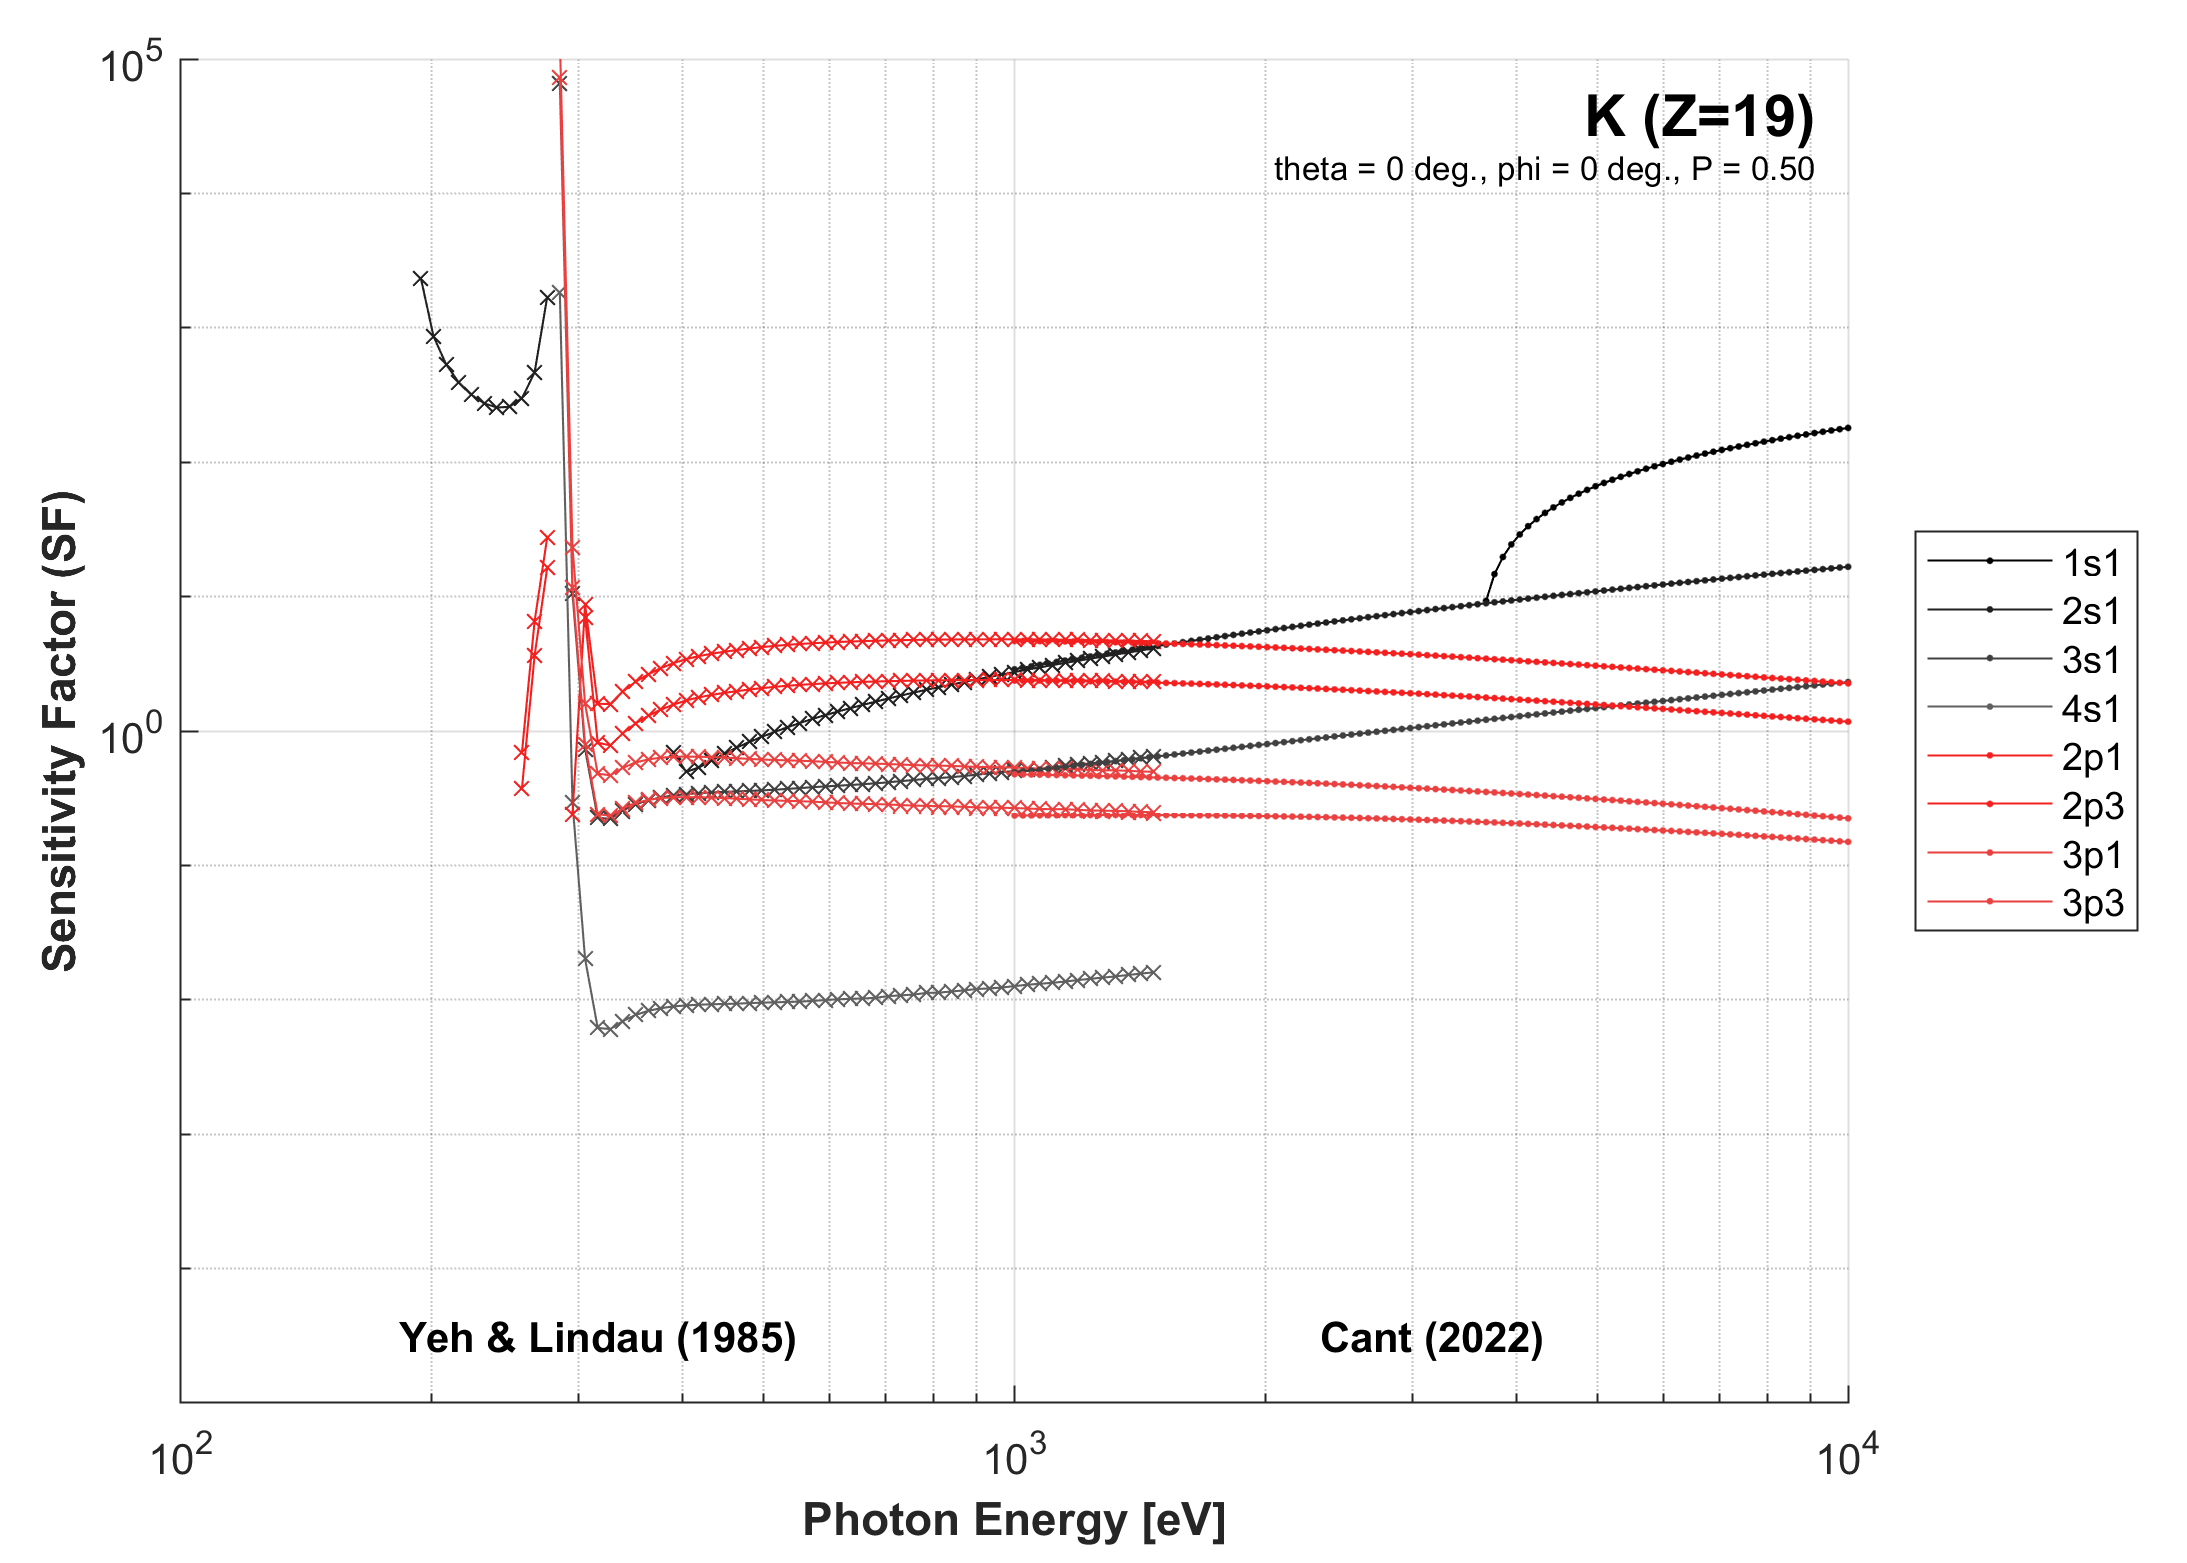 K (Z=19)
theta = 0 deg., phi = 0 deg., P = 0.50
10^5
10^0
Sensitivity Factor (SF)
1s1
2s1
3s1
4s1
2p1
2p3
3p1
3p3
Yeh & Lindau (1985)
Cant (2022)
10^2
10^3
10^4
Photon Energy [eV]